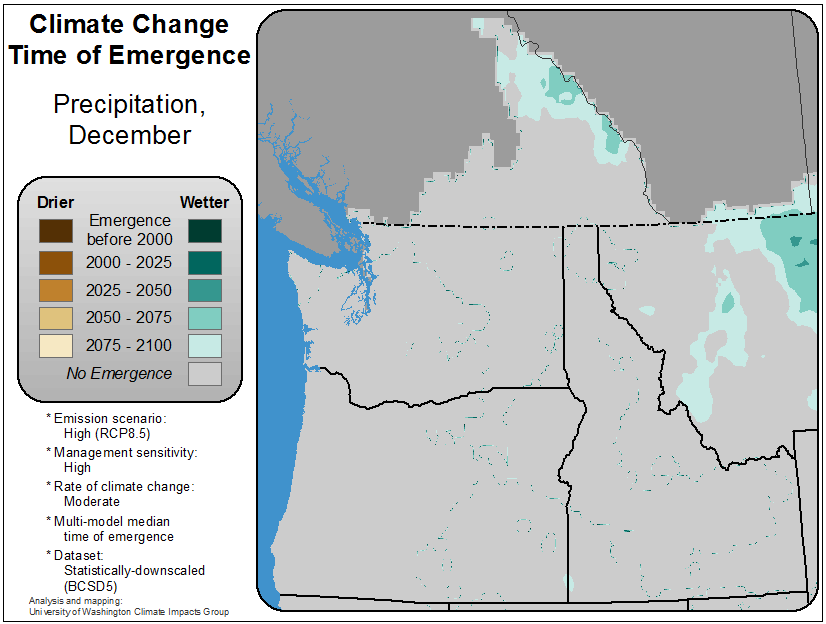 Climate Change
Time of Emergence
Precipitation,
December
Drier
Wetter
Emergence
before 2000
2000 - 2025
2025 - 2050
2050 - 2075
2075 - 2100
No Emergence
* Emission scenario:
High (RCP8.5)
* Management sensitivity:
High
* Rate of climate change:
Moderate
* Multi-model median
time of emergence
* Dataset:
Statistically-downscaled
(BCSD5)
Analysis and mapping:
University of Washington Climate Impacts Group